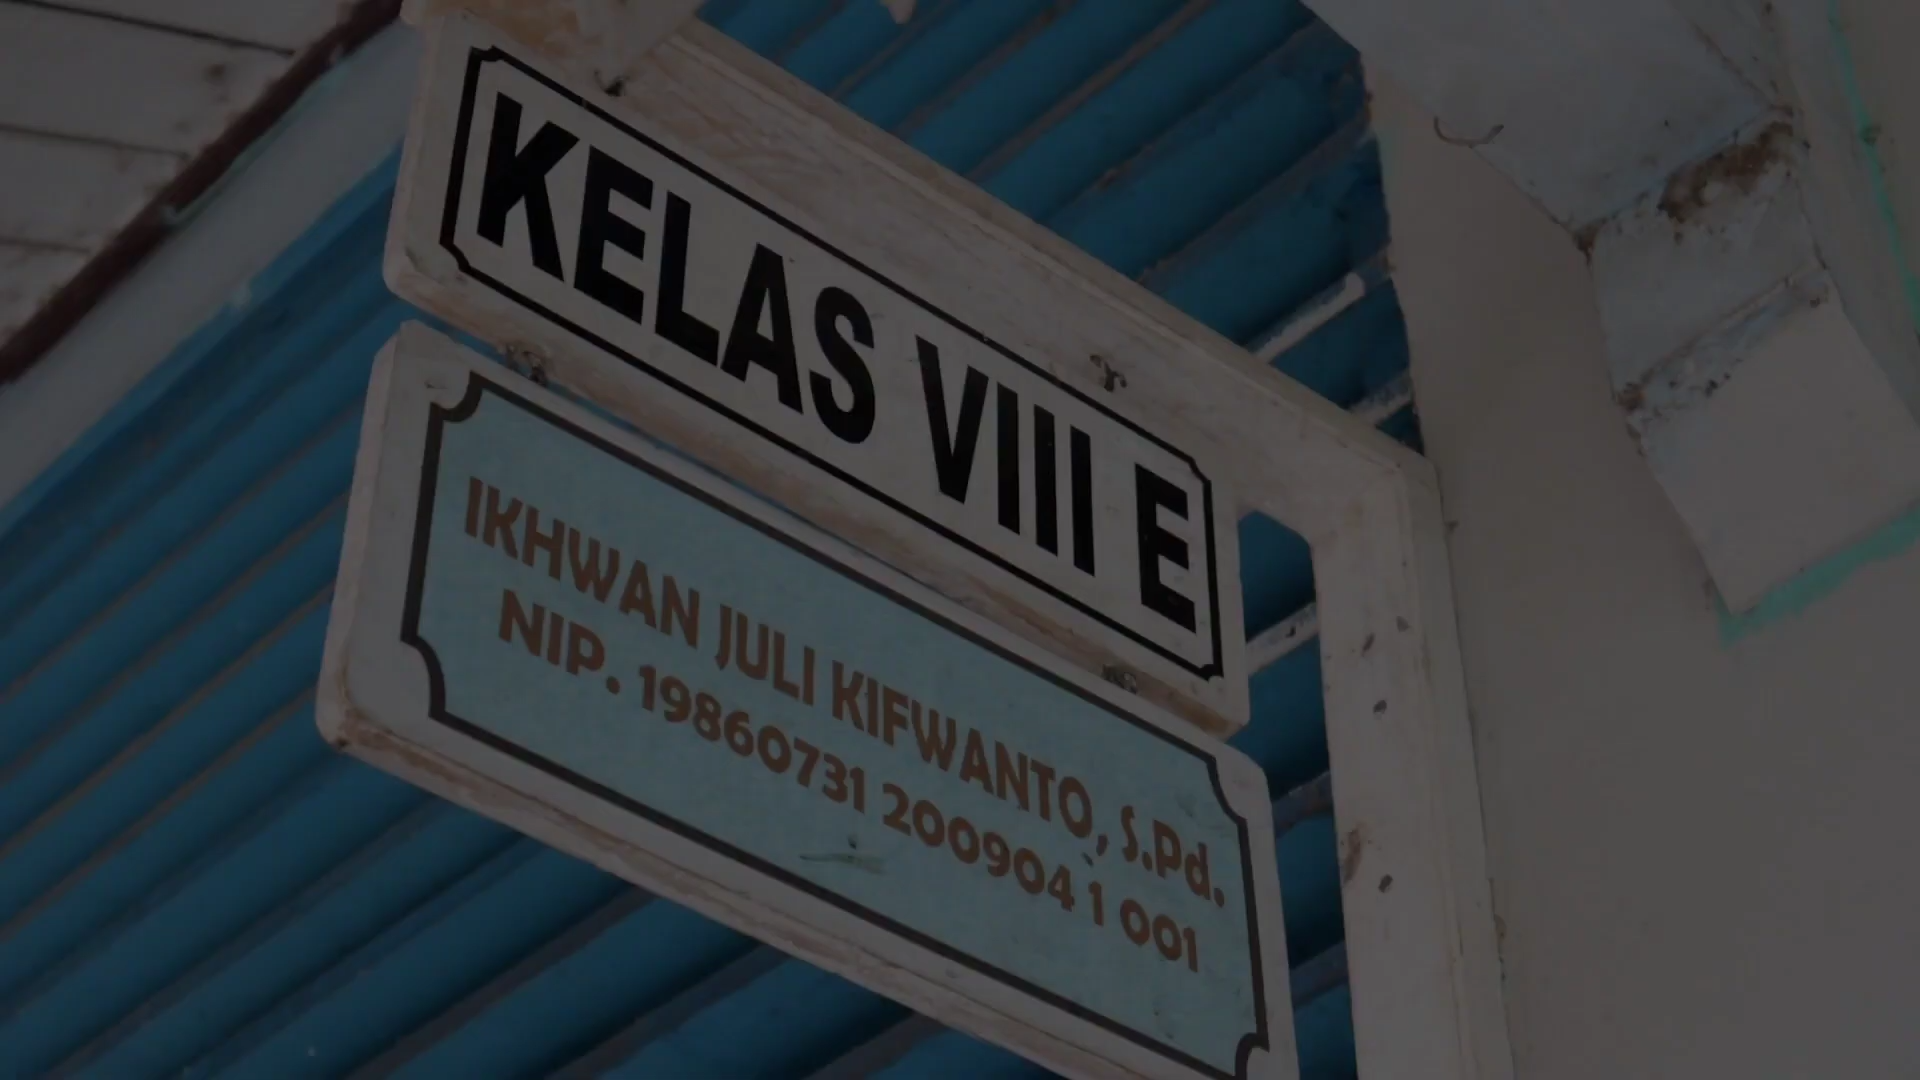 KELAS VIII E
IKHWAN JULI KIFWANTO, S.Pd.
NIP. 19860731 200904 1 001